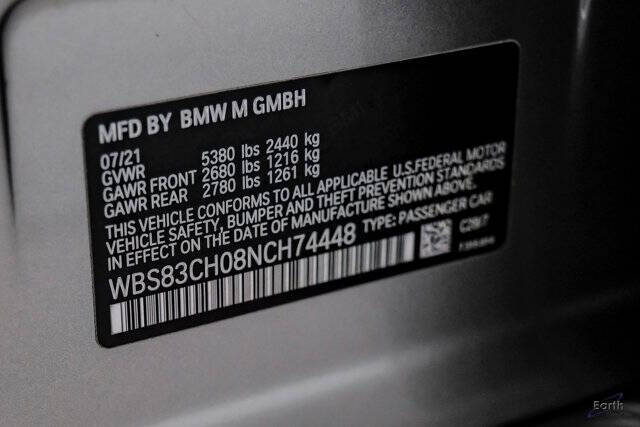 MFD BY BMW M GMBH
07/21
GVWR 5380 lbs 2440 kg
GAWR FRONT 2680 lbs 1216 kg
GAWR REAR 2780 lbs 1261 kg
THIS VEHICLE CONFORMS TO ALL APPLICABLE U.S.FEDERAL MOTOR
VEHICLE SAFETY, BUMPER AND THEFT PREVENTION STANDARDS
IN EFFECT ON THE DATE OF MANUFACTURE SHOWN ABOVE.
WBS83CH08NCH74448 TYPE: PASSENGER CAR
Earth